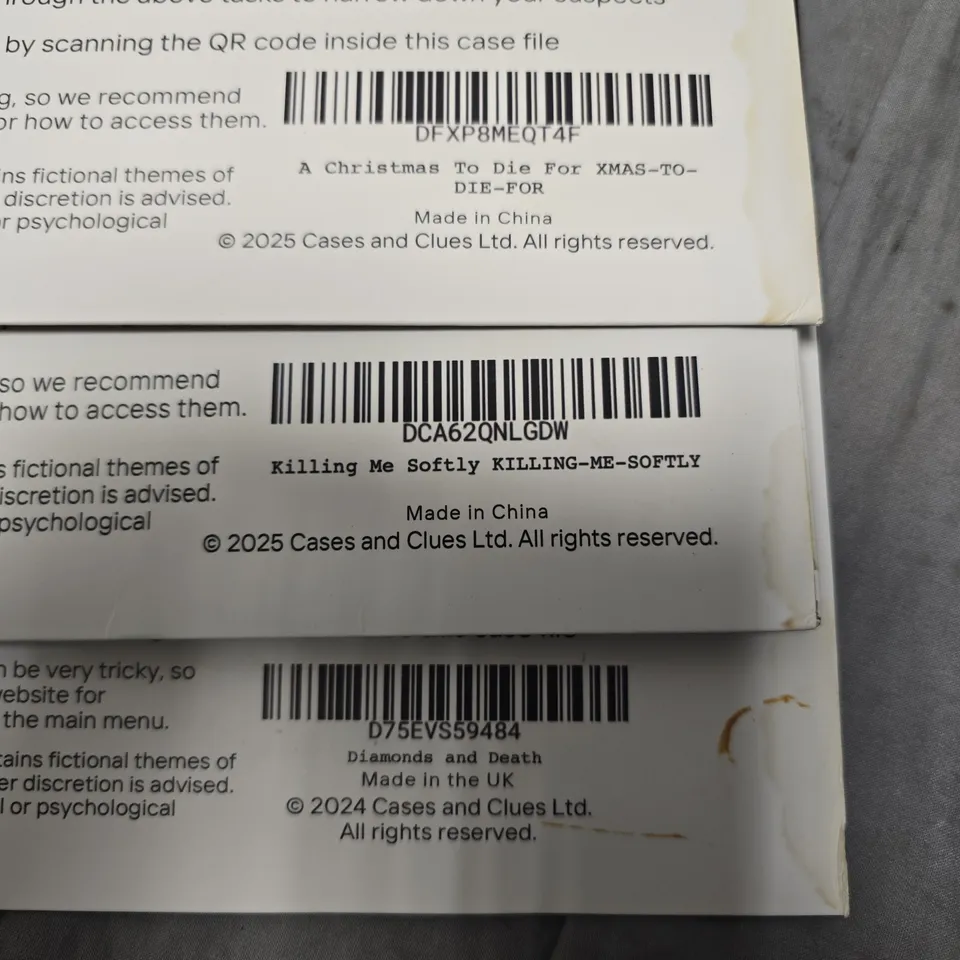 by scanning the QR code inside this case file
g, so we recommend
or how to access them.
DFXP8MEQT4F
ns fictional themes of
discretion is advised.
r psychological
A Christmas To Die For XMAS-TO-
DIE-FOR
Made in China
© 2025 Cases and Clues Ltd. All rights reserved.
so we recommend
how to access them.
DCA62QNLGDW
s fictional themes of
iscretion is advised.
psychological
Killing Me Softly KILLING-ME-SOFTLY
Made in China
© 2025 Cases and Clues Ltd. All rights reserved.
n be very tricky, so
website for
the main menu.
D75EVS59484
tains fictional themes of
er discretion is advised.
l or psychological
Diamonds and Death
Made in the UK
© 2024 Cases and Clues Ltd.
All rights reserved.